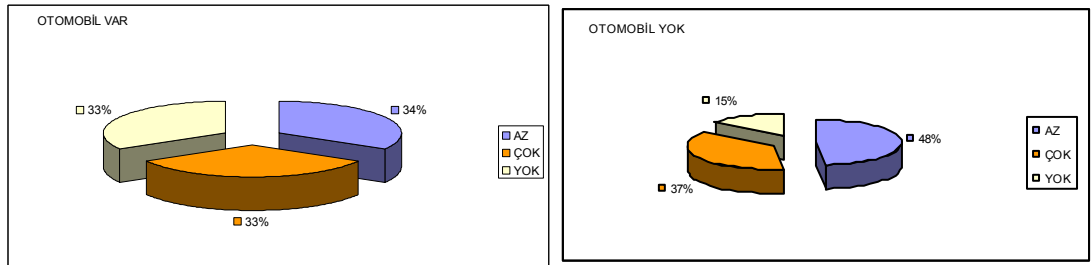 OTOMOBİL VAR
33%
34%
33%
AZ
ÇOK
YOK
OTOMOBİL YOK
15%
48%
37%
AZ
ÇOK
YOK